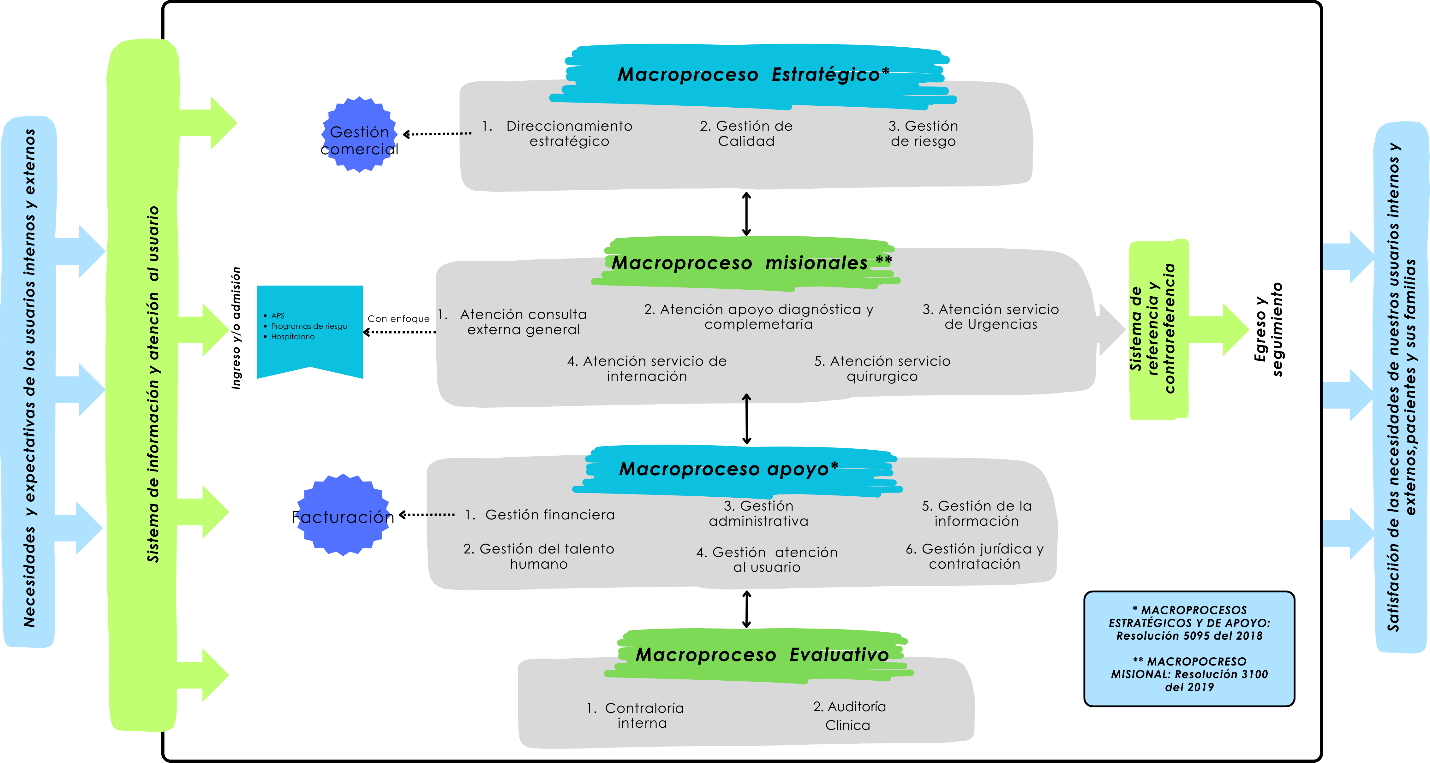 Necesidades y expectativas de los usuarios internos y externos
Sistema de información y atención al usuario
Macroproceso Estratégico*
Gestión
comercial
1. Direccionamiento
estratégico
2. Gestión de
Calidad
3. Gestión
de riesgo
Ingreso y/o admisión
APS
Programas de riesgo
Hospitalario
Con enfoque
Macroproceso misionales **
1. Atención consulta
externa general
2. Atención apoyo diagnóstica y
complemetaria
3. Atención servicio
de Urgencias
4. Atención servicio de
internación
5. Atención servicio
quirurgico
Sistema de
referencia y
contrareferencia
Egreso y
seguimiento
Macroproceso apoyo*
Facturación
1. Gestión financiera
2. Gestión del talento
humano
3. Gestión
administrativa
4. Gestión atención
al usuario
5. Gestión de la
información
6. Gestión jurídica y
contratación
Macroproceso Evaluativo
1. Contraloría
interna
2. Auditoría
Clinica
* MACROPROCESOS
ESTRATÉGICOS Y DE APOYO:
Resolución 5095 del 2018
** MACROPOCRESO
MISIONAL: Resolución 3100
del 2019
Satisfaciión de las necesidades de nuestros usuarios internos y
externos,pacientes y sus familias